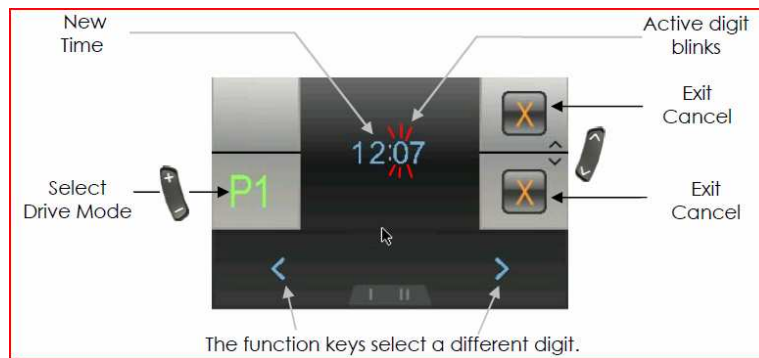 New
Time
Active digit
blinks
Exit
Cancel
12:07
Select
Drive Mode
+
-
P1
Exit
Cancel
The function keys select a different digit.